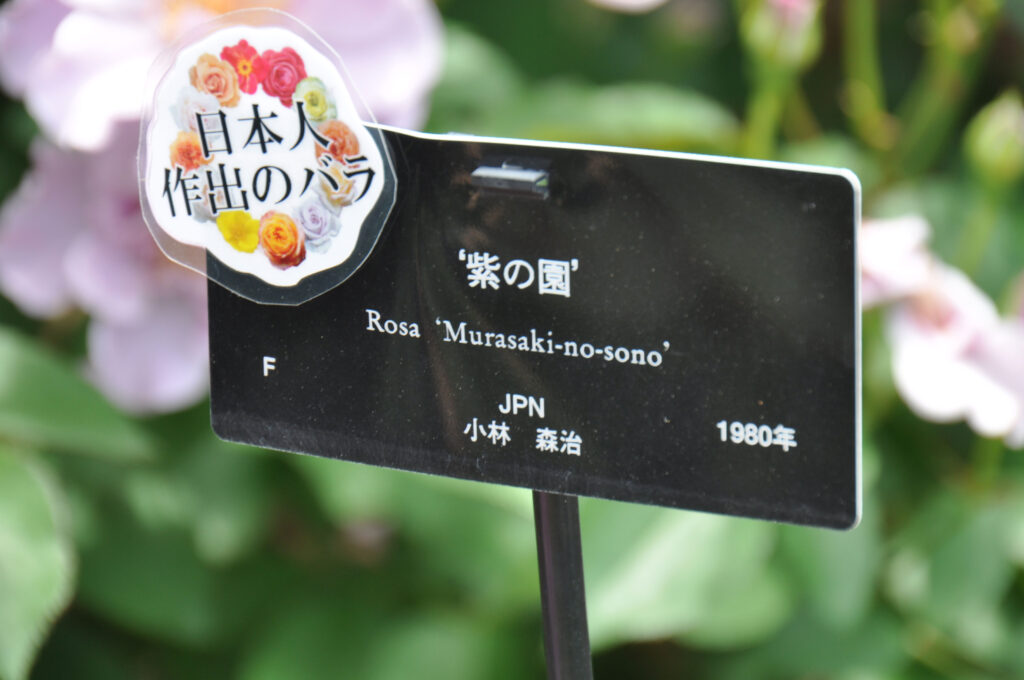 日本人
作出のバラ
‘紫の園’
Rosa ‘Murasaki-no-sono’
F
JPN
小林 森治
1980年